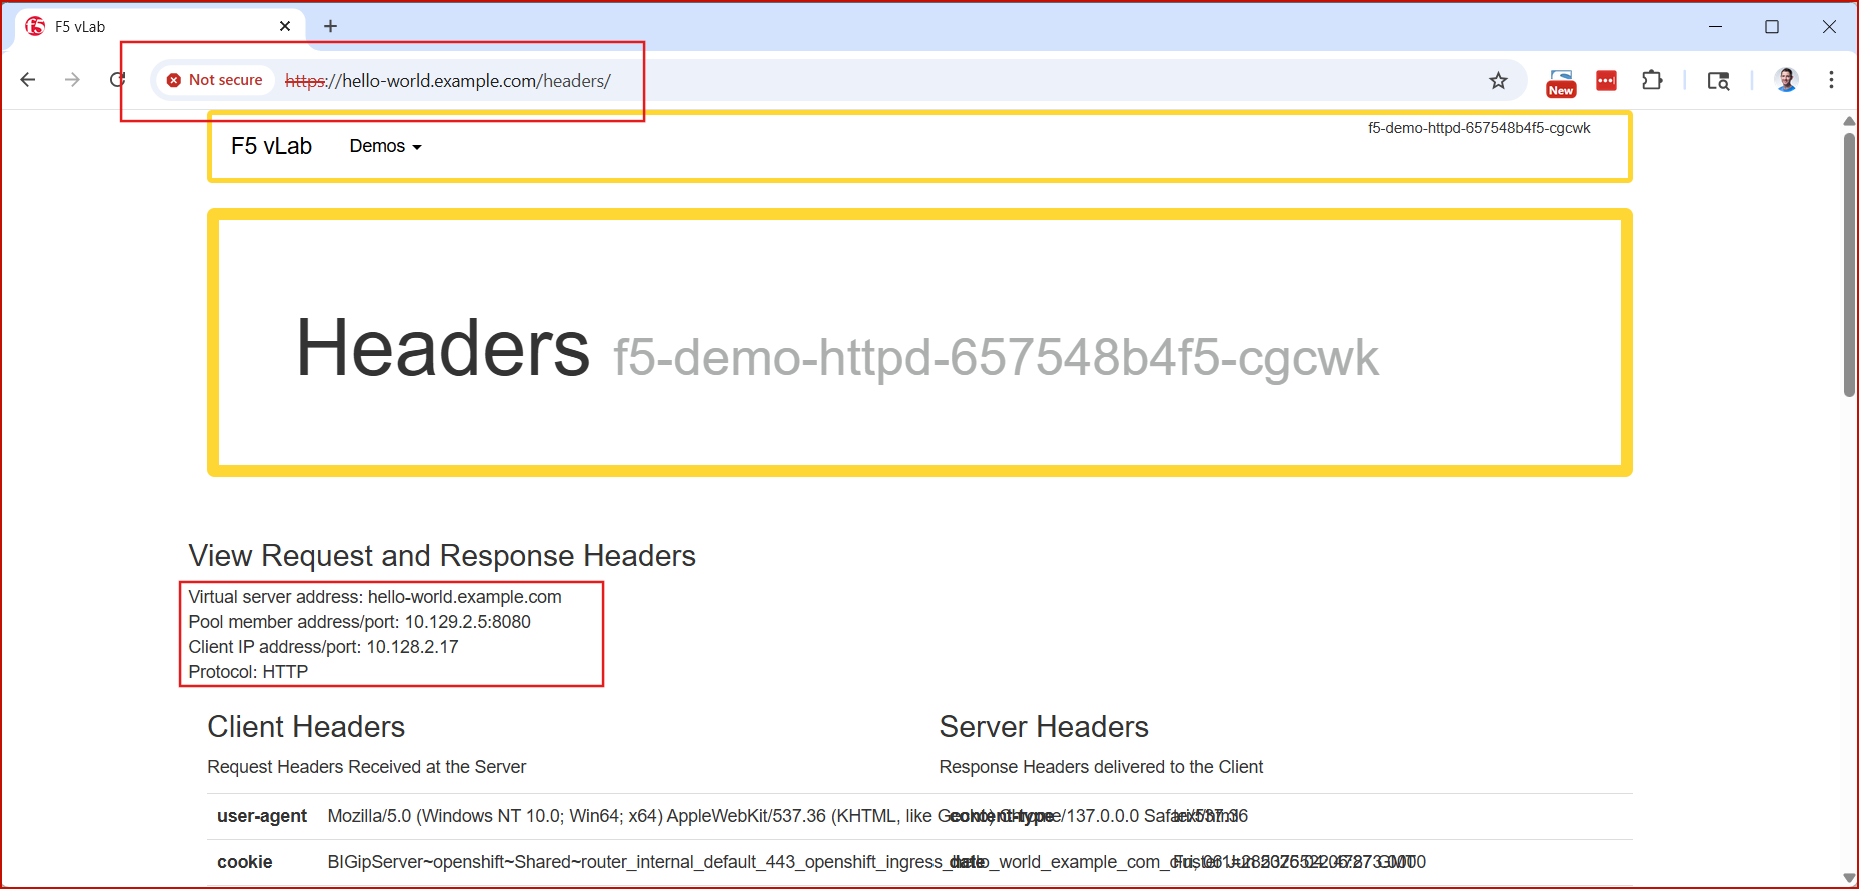 F5 vLab
Not secure https://hello-world.example.com/headers/
New
F5 vLab Demos
f5-demo-httpd-657548b4f5-cgcwk
Headers f5-demo-httpd-657548b4f5-cgcwk
View Request and Response Headers
Virtual server address: hello-world.example.com
Pool member address/port: 10.129.2.5:8080
Client IP address/port: 10.128.2.17
Protocol: HTTP
Client Headers
Request Headers Received at the Server
Server Headers
Response Headers delivered to the Client
user-agent Mozilla/5.0 (Windows NT 10.0; Win64; x64) AppleWebKit/537.36 (KHTML, like Gecko) Chrome/137.0.0.0 Safari/537.36
content-type text/html
cookie BIGipServer~openshift~Shared~router_internal_default_443_openshift_ingress_hello_world_example_com_
date Fri,